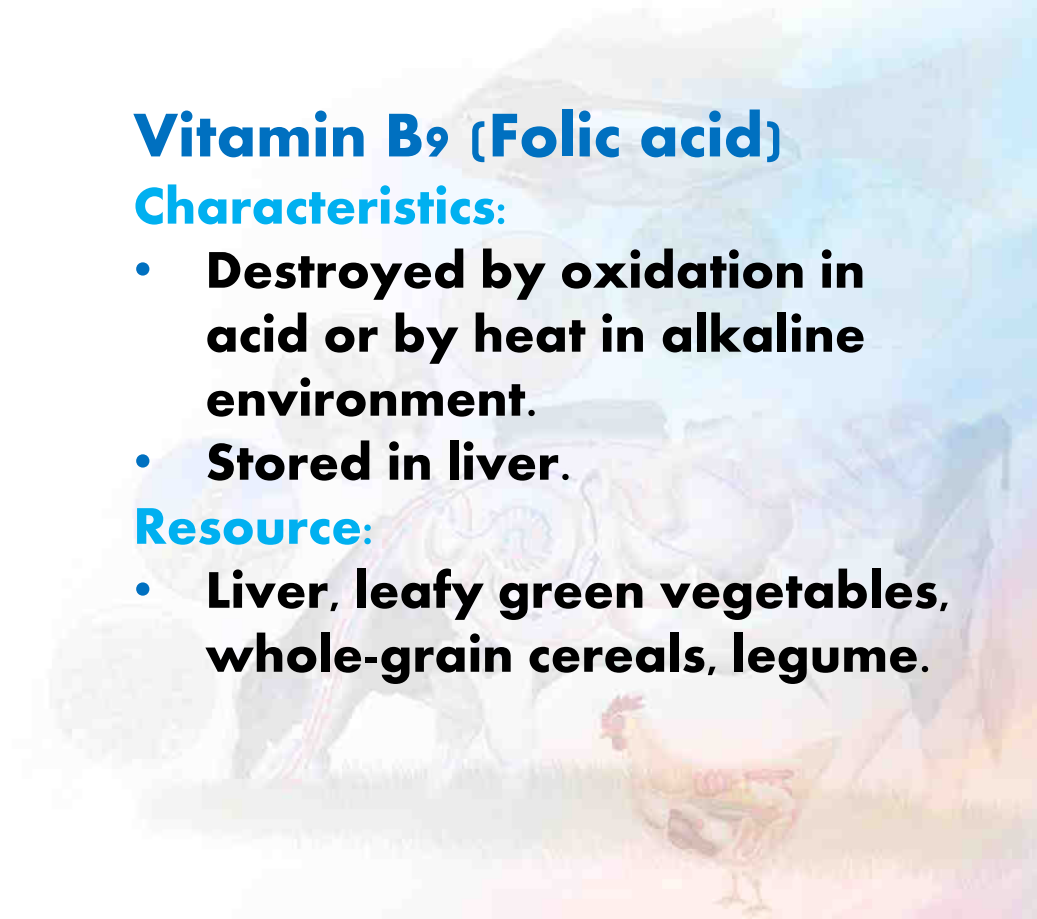 Vitamin B9 (Folic acid)
Characteristics:
• Destroyed by oxidation in
acid or by heat in alkaline
environment.
• Stored in liver.
Resource:
• Liver, leafy green vegetables,
whole-grain cereals, legume.